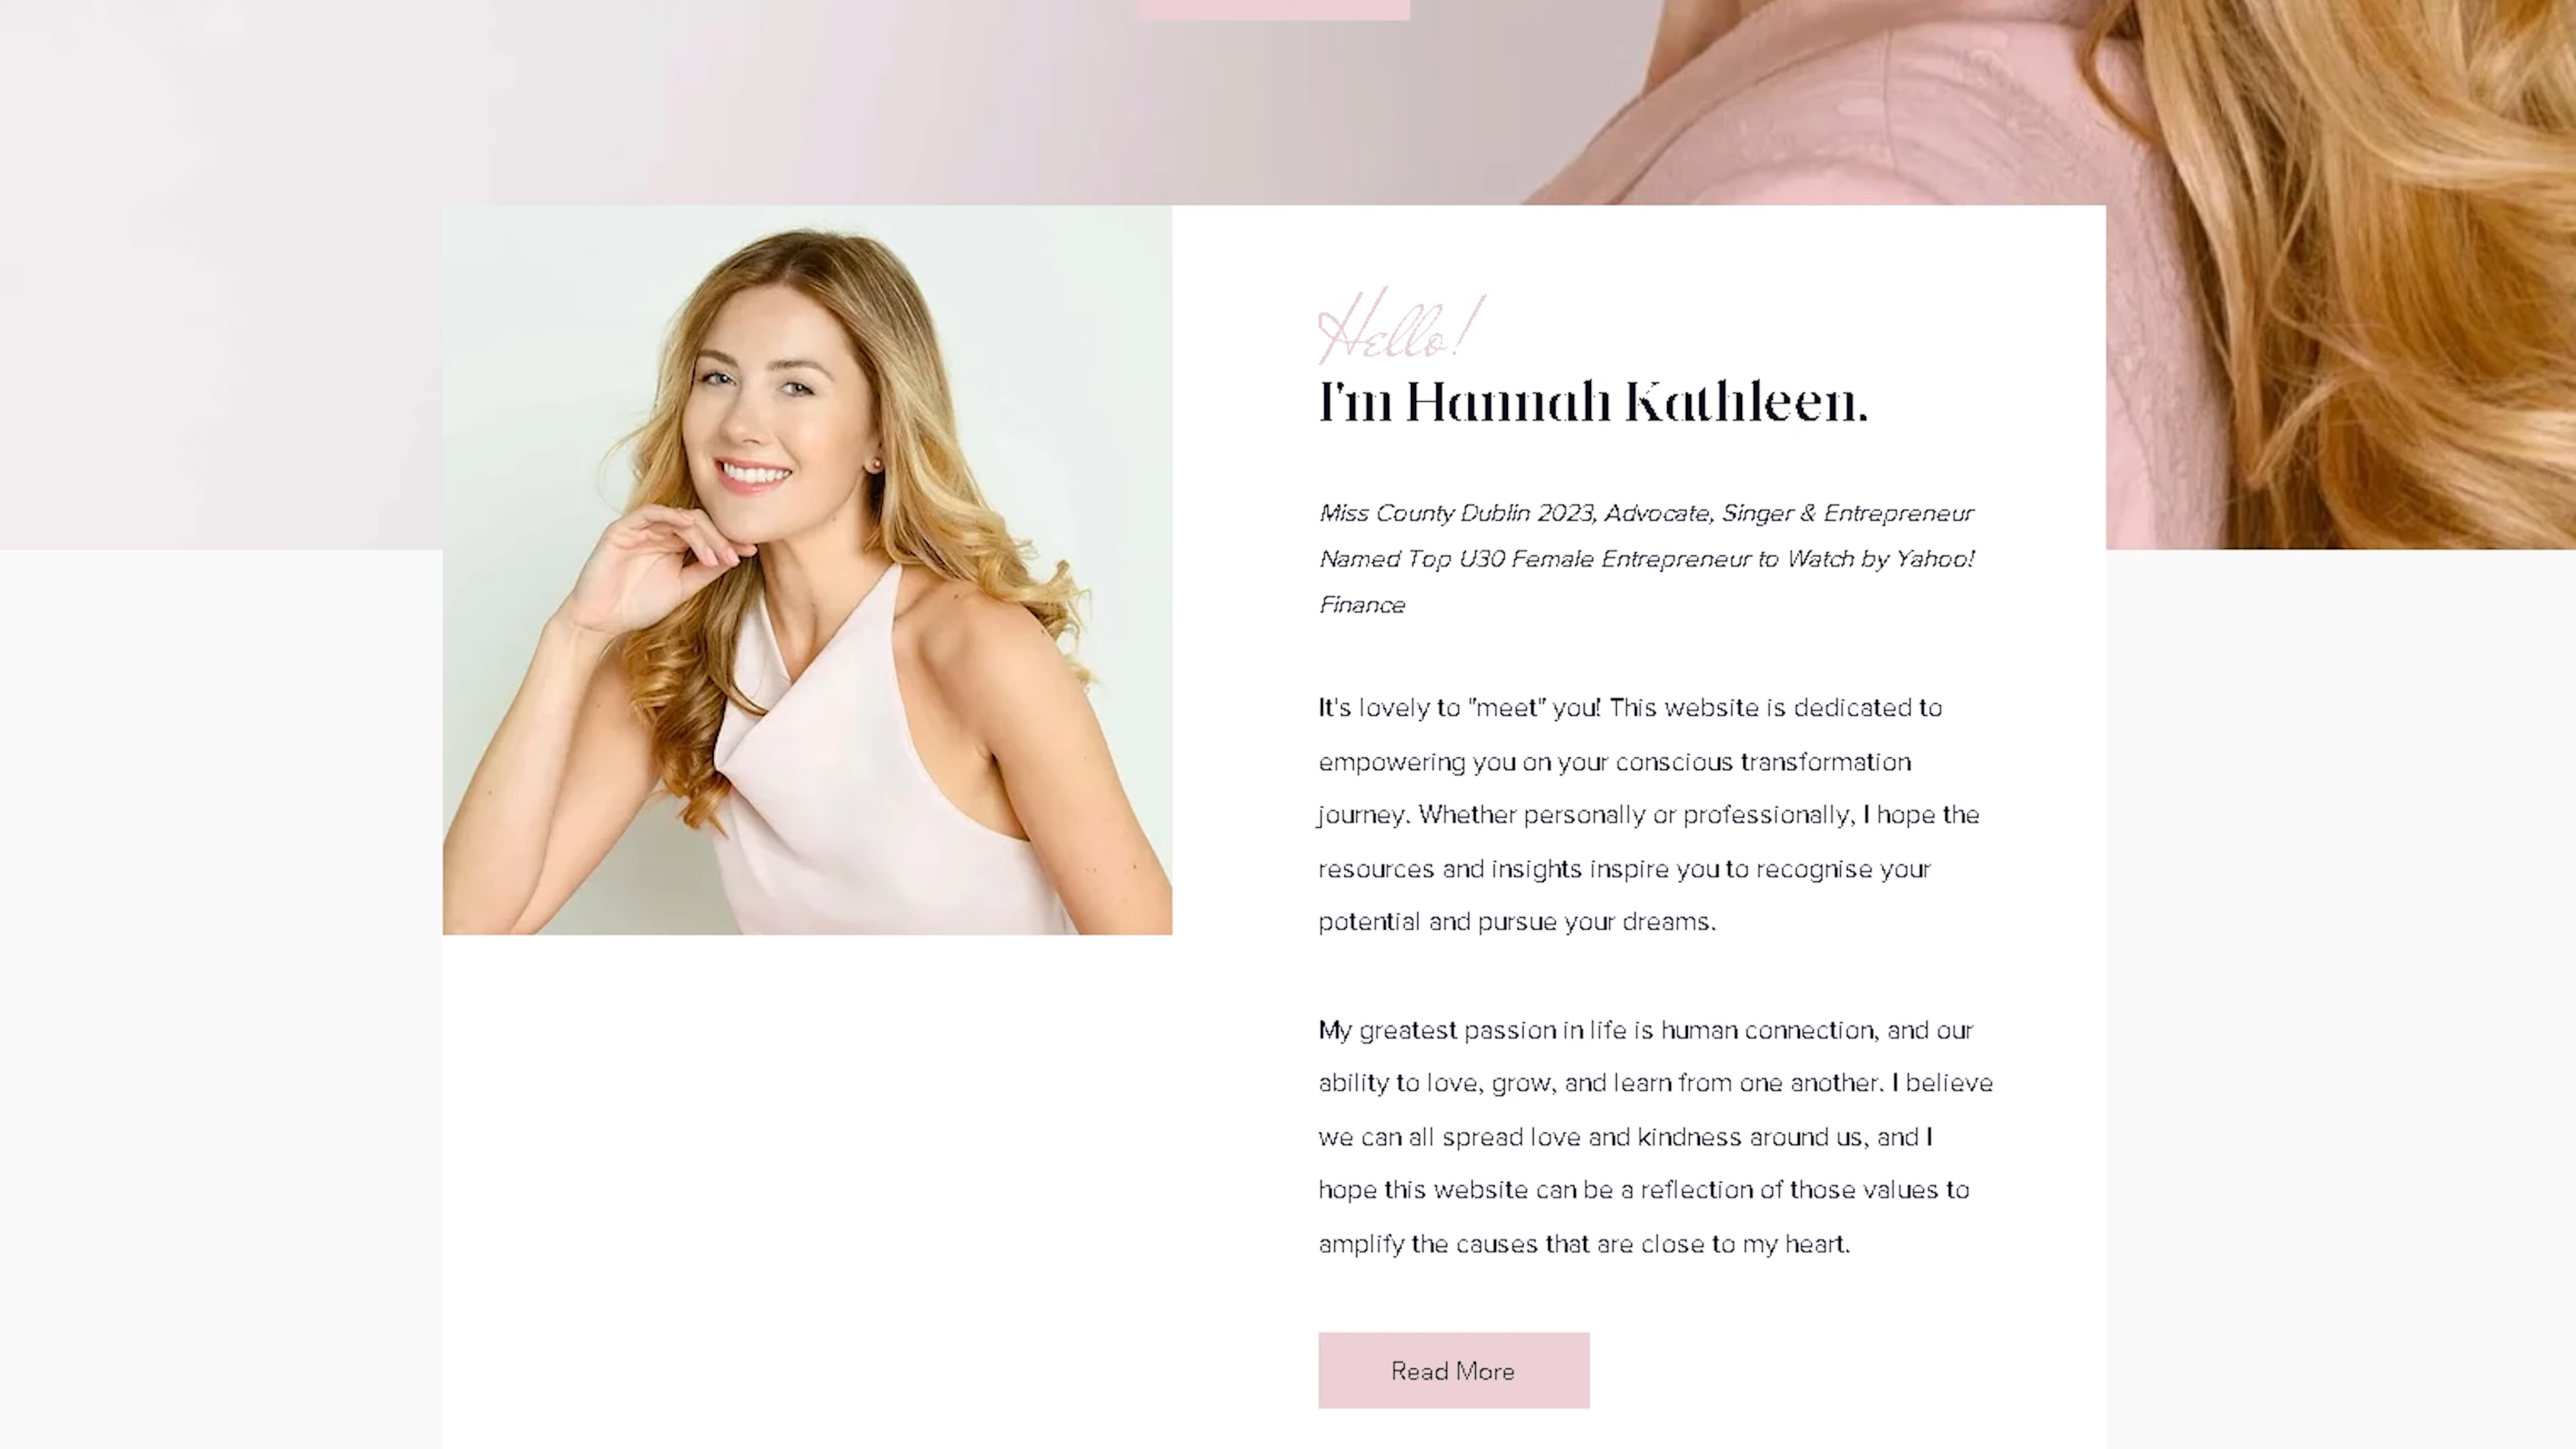 Hello!
I'm Hannah Kathleen.
Miss County Dublin 2023, Advocate, Singer & Entrepreneur
Named Top U30 Female Entrepreneur to Watch by Yahoo!
Finance
It's lovely to "meet" you! This website is dedicated to
empowering you on your conscious transformation
journey. Whether personally or professionally, I hope the
resources and insights inspire you to recognise your
potential and pursue your dreams.
My greatest passion in life is human connection, and our
ability to love, grow, and learn from one another. I believe
we can all spread love and kindness around us, and I
hope this website can be a reflection of those values to
amplify the causes that are close to my heart.
Read More